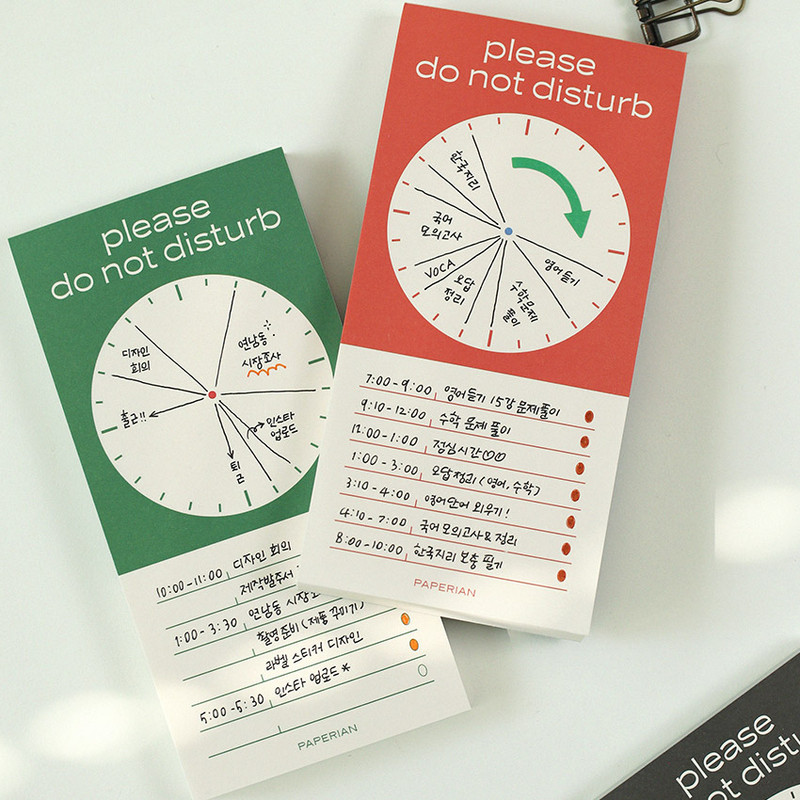 please
do not disturb
한국지리
국어
모의고사
VOCA
오답
정리
수학문제
풀이
영어듣기
7:00-9:00 영어듣기 15강 문제풀이
9:10-12:00 수학 문제 풀이
12:00-1:00 점심시간♡♡
1:00-3:00 오답정리 (영어, 수학)
3:10-4:00 영어단어 외우기!
4:10-7:00 국어 모의고사 & 정리
8:00-10:00 한국지리 보충 필기
PAPERIAN
please
do not disturb
디자인
회의
연남동
시장조사
출근!!
인스타
업로드
퇴
근
10:00-11:00 디자인 회의
제작발주서
1:00-3:30 연남동 시장조
촬영준비 (제품 꾸미기)
라벨 스티커 디자인
5:00-5:30 인스타 업로드*
PAPERIAN
please
not distu